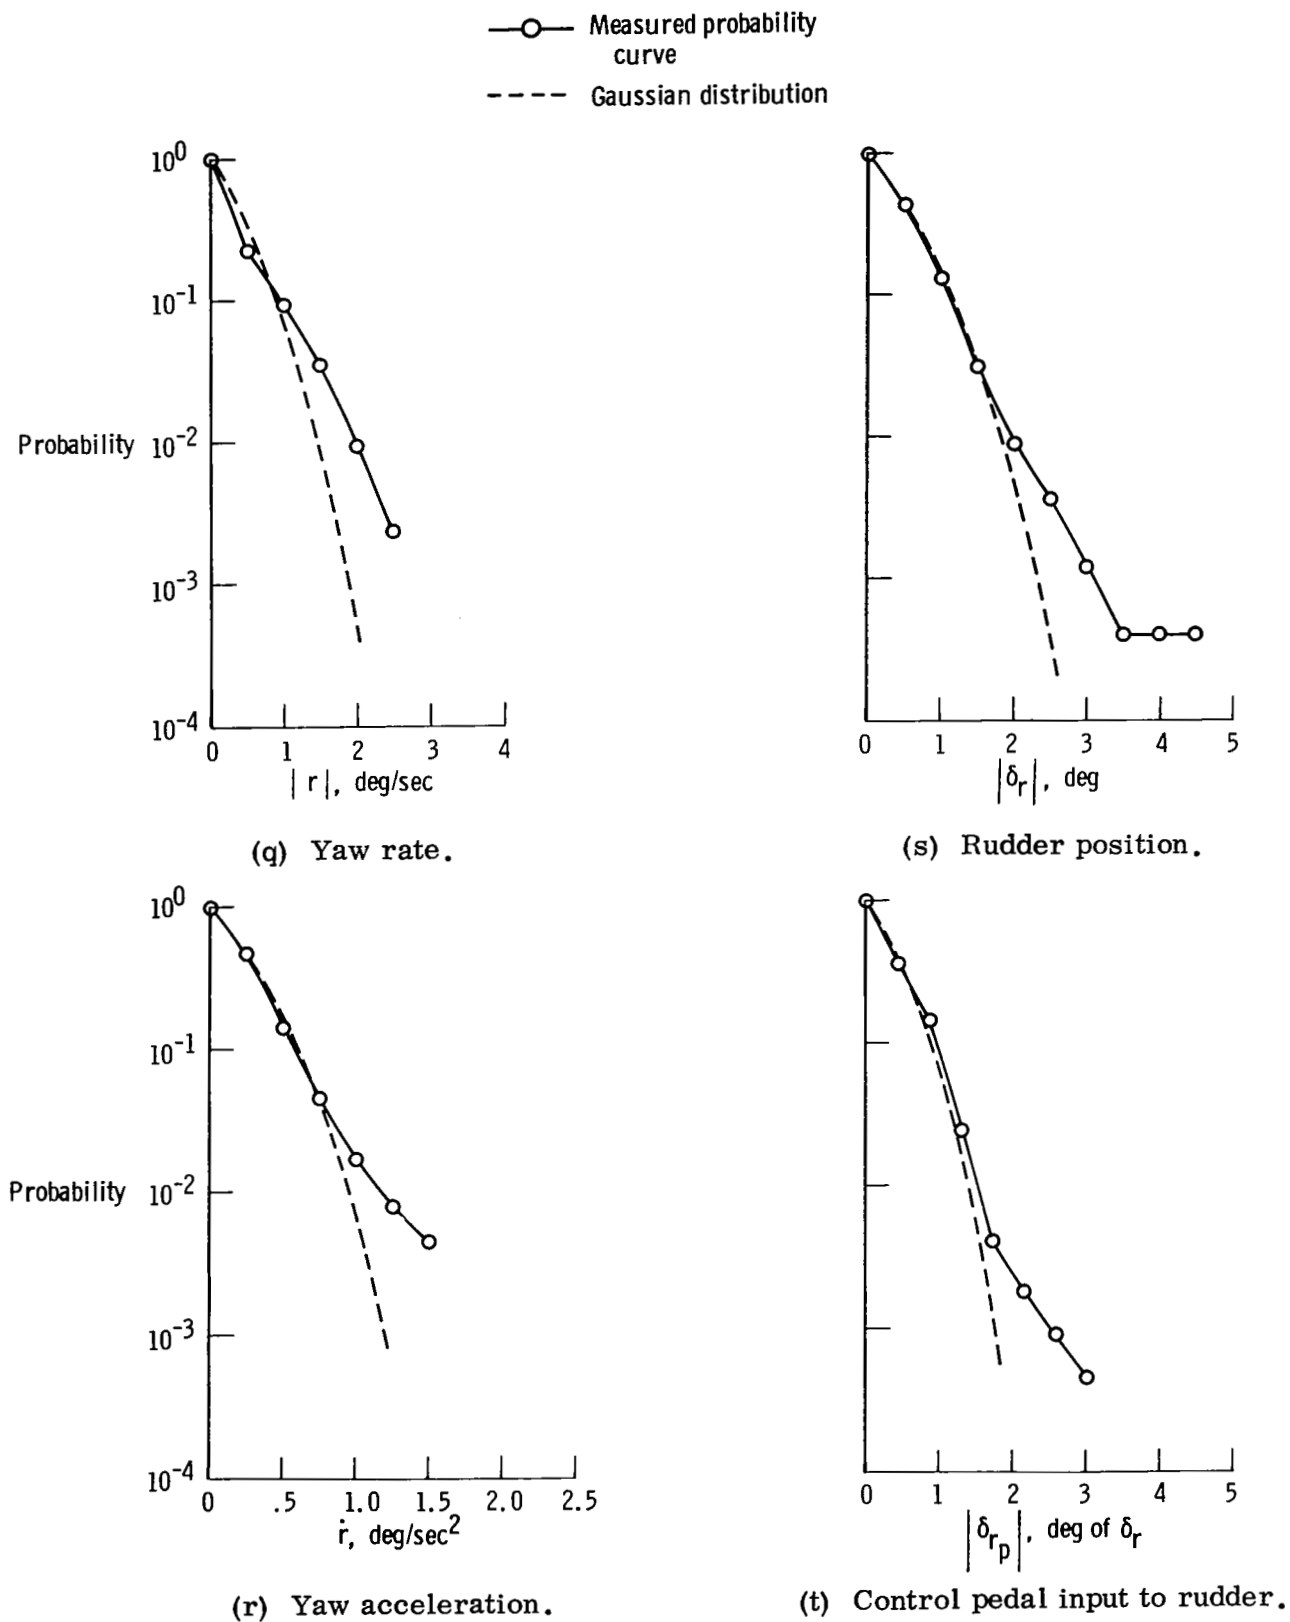 Measured probability
curve
Gaussian distribution
10^0
10^-1
Probability 10^-2
10^-3
10^-4
0 1 2 3 4
|r|, deg/sec
(q) Yaw rate.
0 1 2 3 4 5
|δ_r|, deg
(s) Rudder position.
10^0
10^-1
Probability 10^-2
10^-3
10^-4
0 .5 1.0 1.5 2.0 2.5
ṙ, deg/sec^2
(r) Yaw acceleration.
0 1 2 3 4 5
|δ_{r_p}|, deg of δ_r
(t) Control pedal input to rudder.